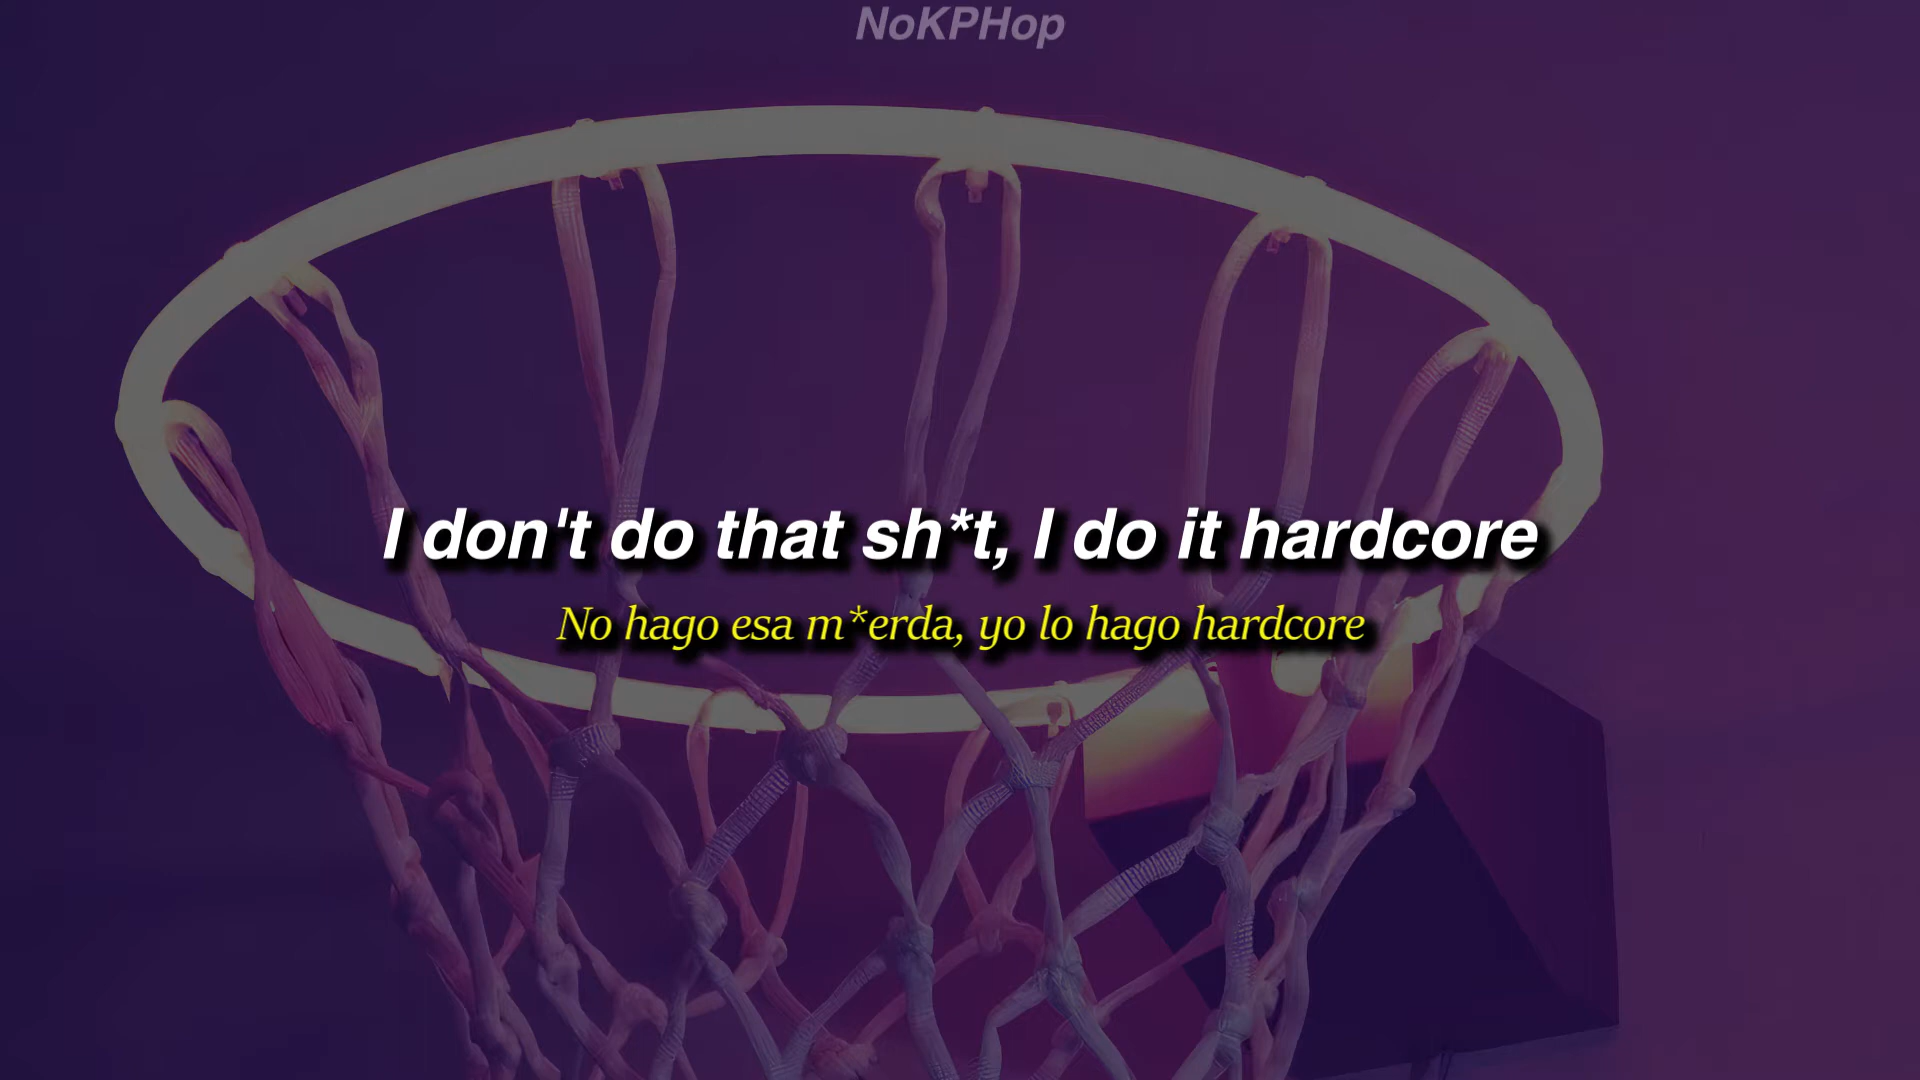 NoKPHop
I don't do that sh*t, I do it hardcore
No hago esa m*erda, yo lo hago hardcore